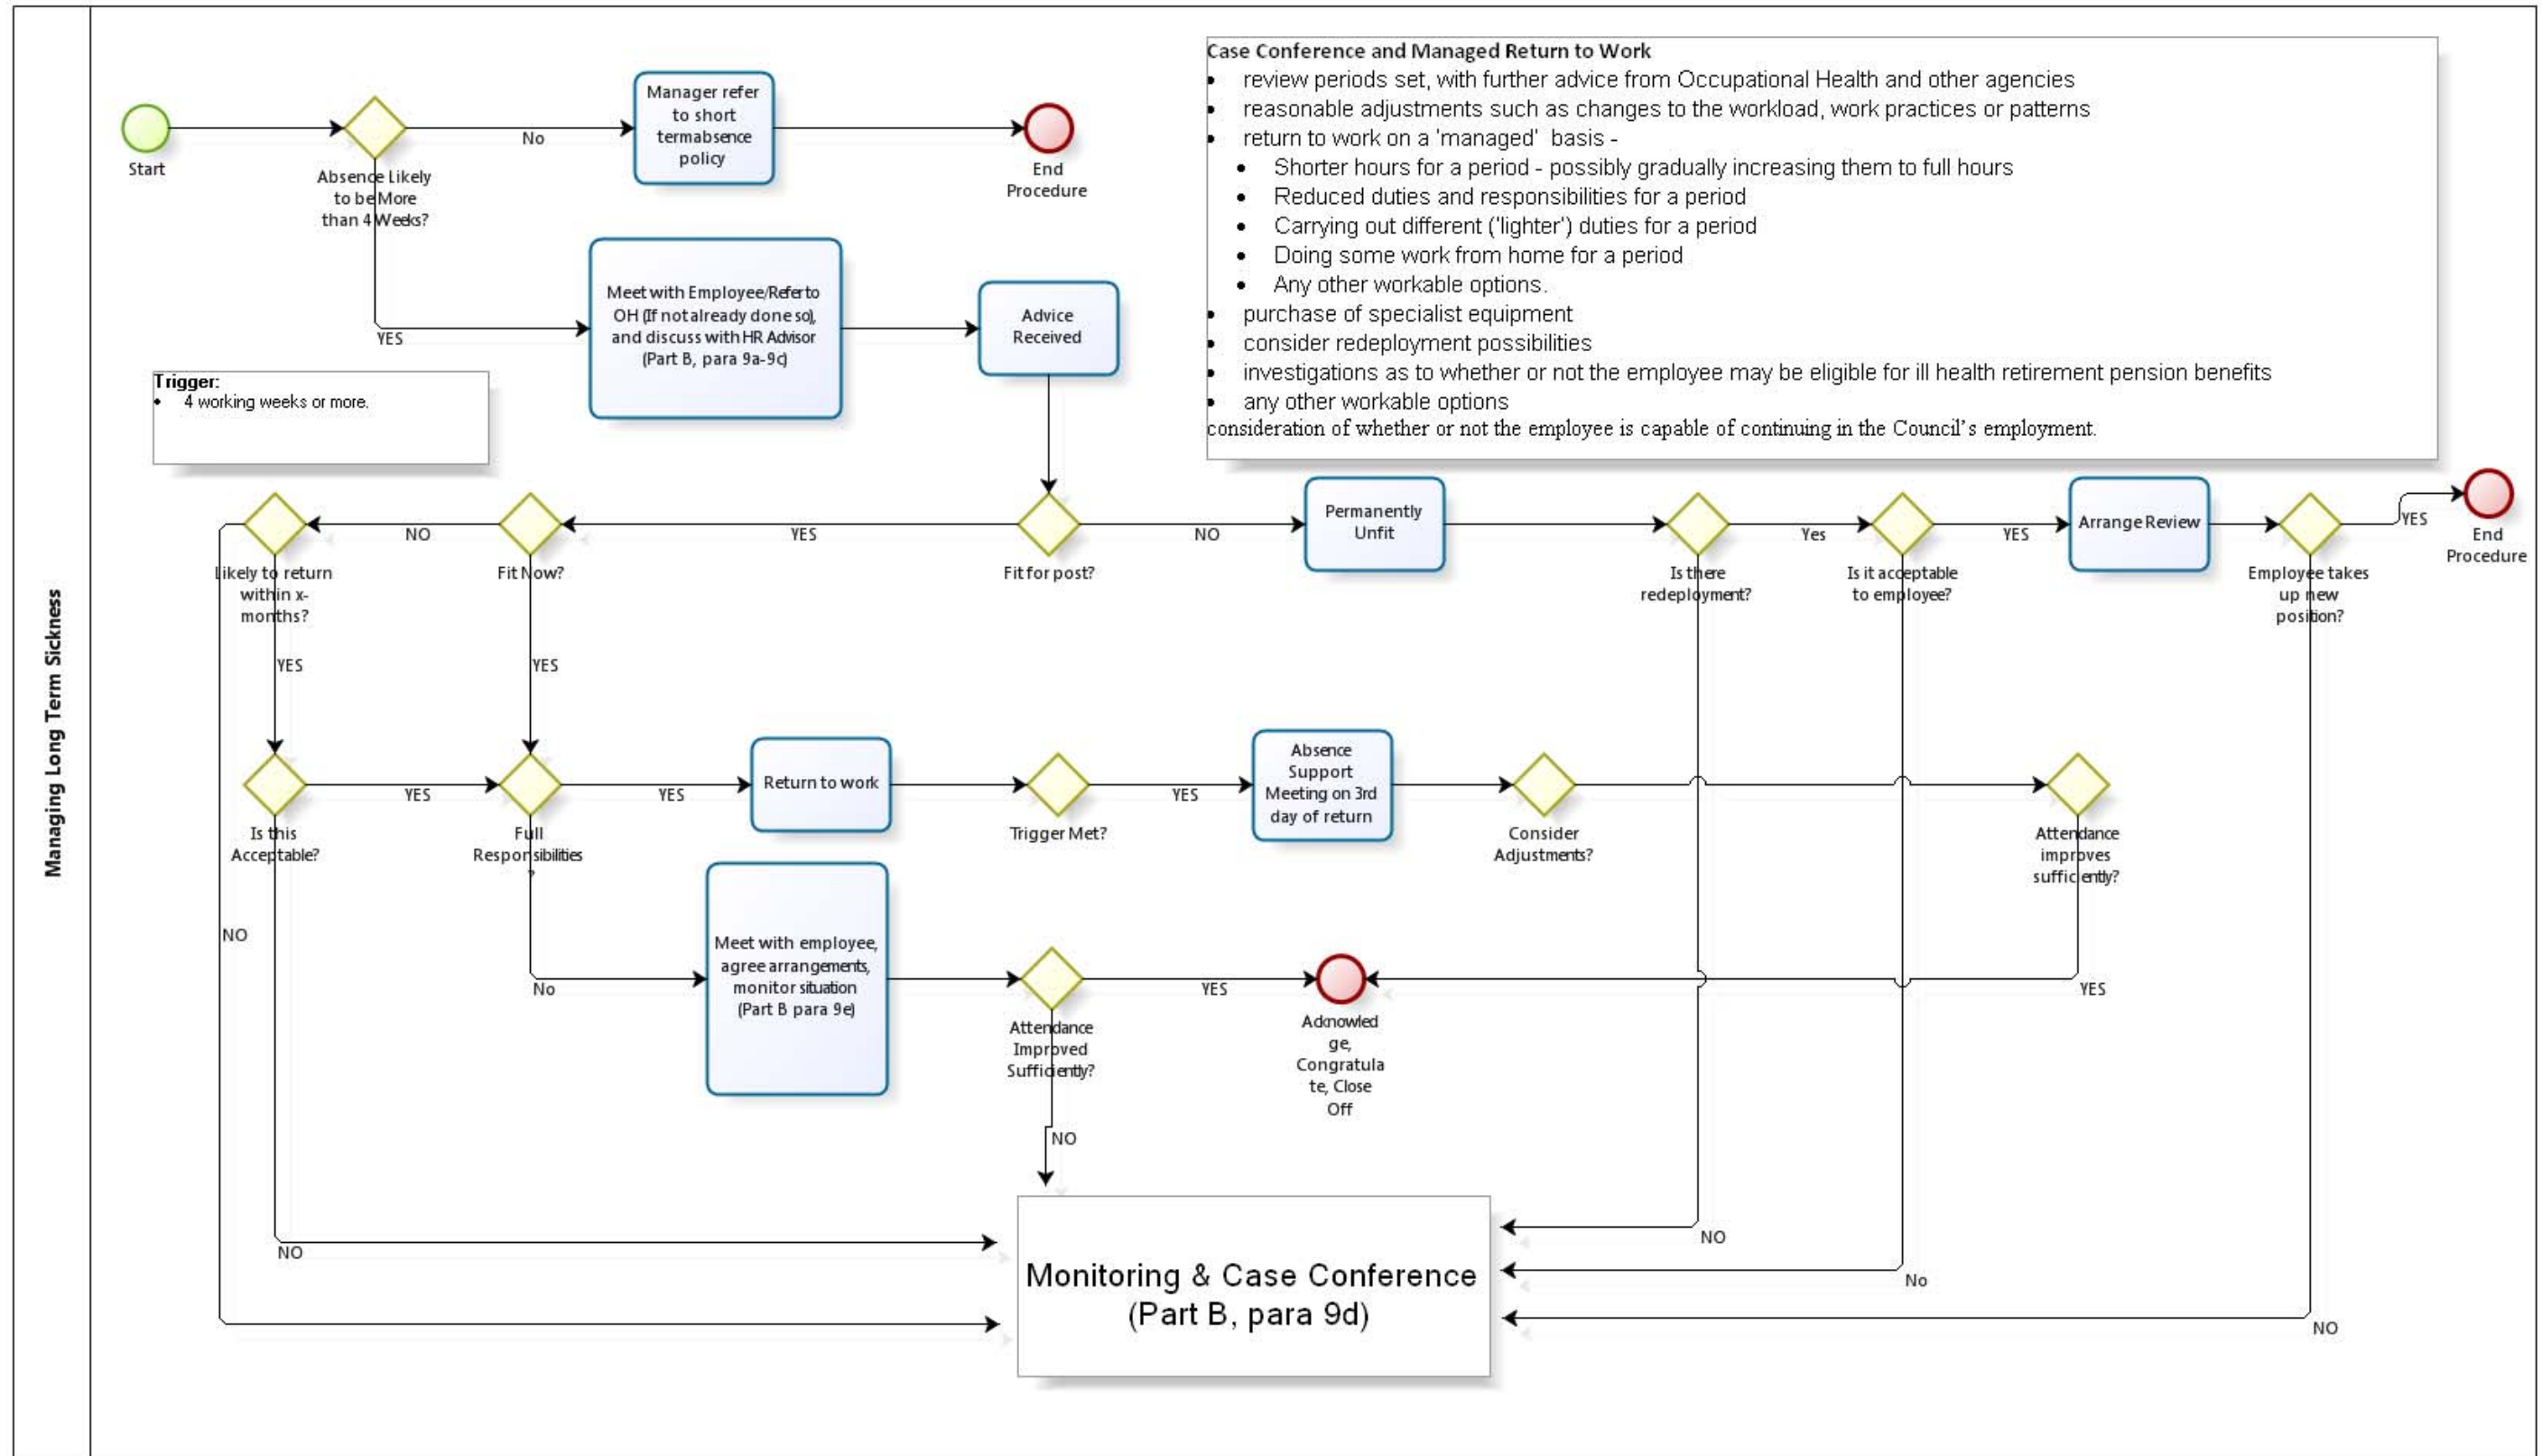 Managing Long Term Sickness
Start
Absence Likely
to be More
than 4 Weeks?
No
YES
Manager refer
to short
termabsence
policy
End
Procedure
Case Conference and Managed Return to Work
• review periods set, with further advice from Occupational Health and other agencies
• reasonable adjustments such as changes to the workload, work practices or patterns
• return to work on a 'managed' basis -
• Shorter hours for a period - possibly gradually increasing them to full hours
• Reduced duties and responsibilities for a period
• Carrying out different ('lighter') duties for a period
• Doing some work from home for a period
• Any other workable options.
• purchase of specialist equipment
• consider redeployment possibilities
• investigations as to whether or not the employee may be eligible for ill health retirement pension benefits
• any other workable options
consideration of whether or not the employee is capable of continuing in the Council's employment.
Meet with Employee/Refer to
OH (If not already done so),
and discuss with HR Advisor
(Part B, para 9a-9c)
Advice
Received
Trigger:
• 4 working weeks or more.
Likely to return
within x-
months?
NO
Fit Now?
YES
Fit for post?
NO
Permanently
Unfit
Is there
redeployment?
Yes
Is it acceptable
to employee?
YES
Arrange Review
Employee takes
up new
position?
YES
End
Procedure
YES
YES
Is this
Acceptable?
YES
Full
Responsibilities
?
YES
Return to work
Trigger Met?
YES
Absence
Support
Meeting on 3rd
day of return
Consider
Adjustments?
Attendance
improves
sufficiently?
NO
No
Meet with employee,
agree arrangements,
monitor situation
(Part B para 9e)
Attendance
Improved
Sufficiently?
YES
Acknowled
ge,
Congratula
te, Close
Off
YES
NO
NO
NO
No
NO
Monitoring & Case Conference
(Part B, para 9d)